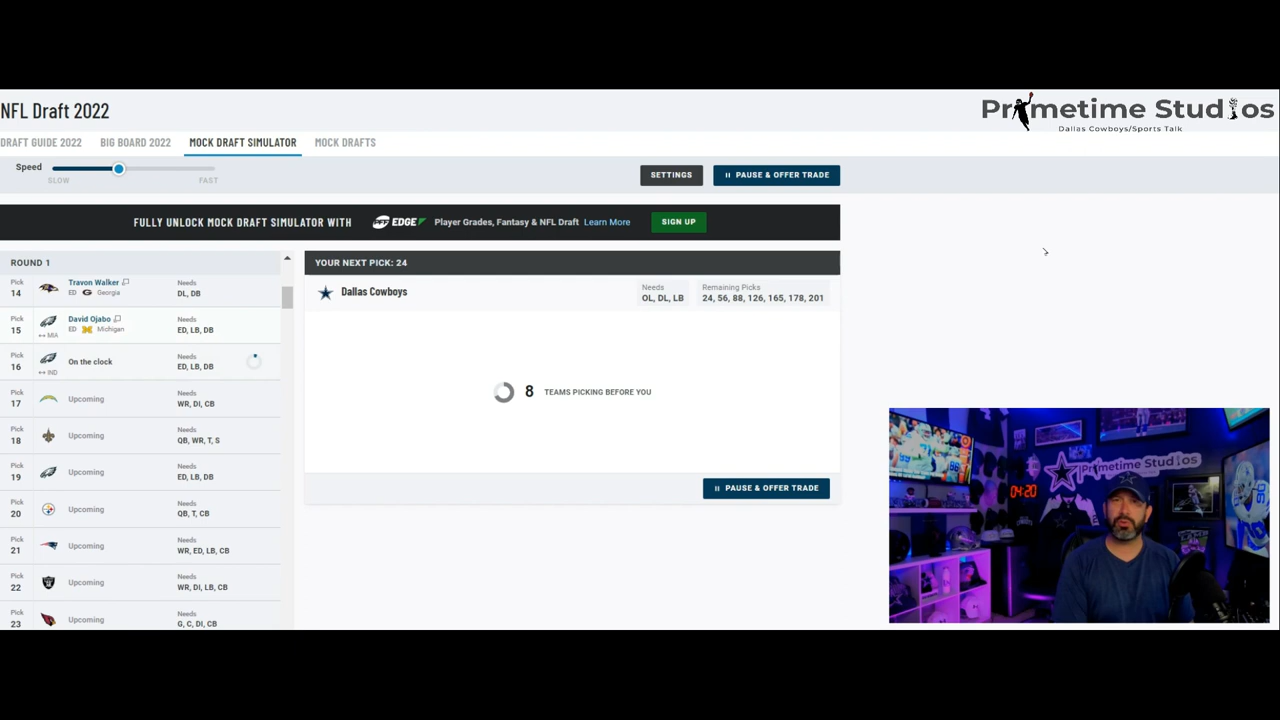 NFL Draft 2022
Primetime Studios
Dallas Cowboys/Sports Talk
DRAFT GUIDE 2022 BIG BOARD 2022 MOCK DRAFT SIMULATOR MOCK DRAFTS
Speed
SLOW FAST
SETTINGS PAUSE & OFFER TRADE
FULLY UNLOCK MOCK DRAFT SIMULATOR WITH PFF EDGE Player Grades, Fantasy & NFL Draft Learn More SIGN UP
ROUND 1
Pick 14 Travon Walker Needs
ED G Georgia DL, DB
Pick 15 David Ojabo Needs
ED M Michigan ED, LB, DB
↔ MIA
Pick 16 On the clock Needs
ED, LB, DB
↔ IND
Pick 17 Upcoming Needs
WR, DI, CB
Pick 18 Upcoming Needs
QB, WR, T, S
Pick 19 Upcoming Needs
ED, LB, DB
Pick 20 Upcoming Needs
QB, T, CB
Pick 21 Upcoming Needs
WR, ED, LB, CB
Pick 22 Upcoming Needs
WR, DI, LB, CB
Pick 23 Upcoming Needs
G, C, DI, CB
YOUR NEXT PICK: 24
Dallas Cowboys
Needs Remaining Picks
OL, DL, LB 24, 56, 88, 126, 165, 178, 201
8 TEAMS PICKING BEFORE YOU
PAUSE & OFFER TRADE
Primetime Studios
04:20